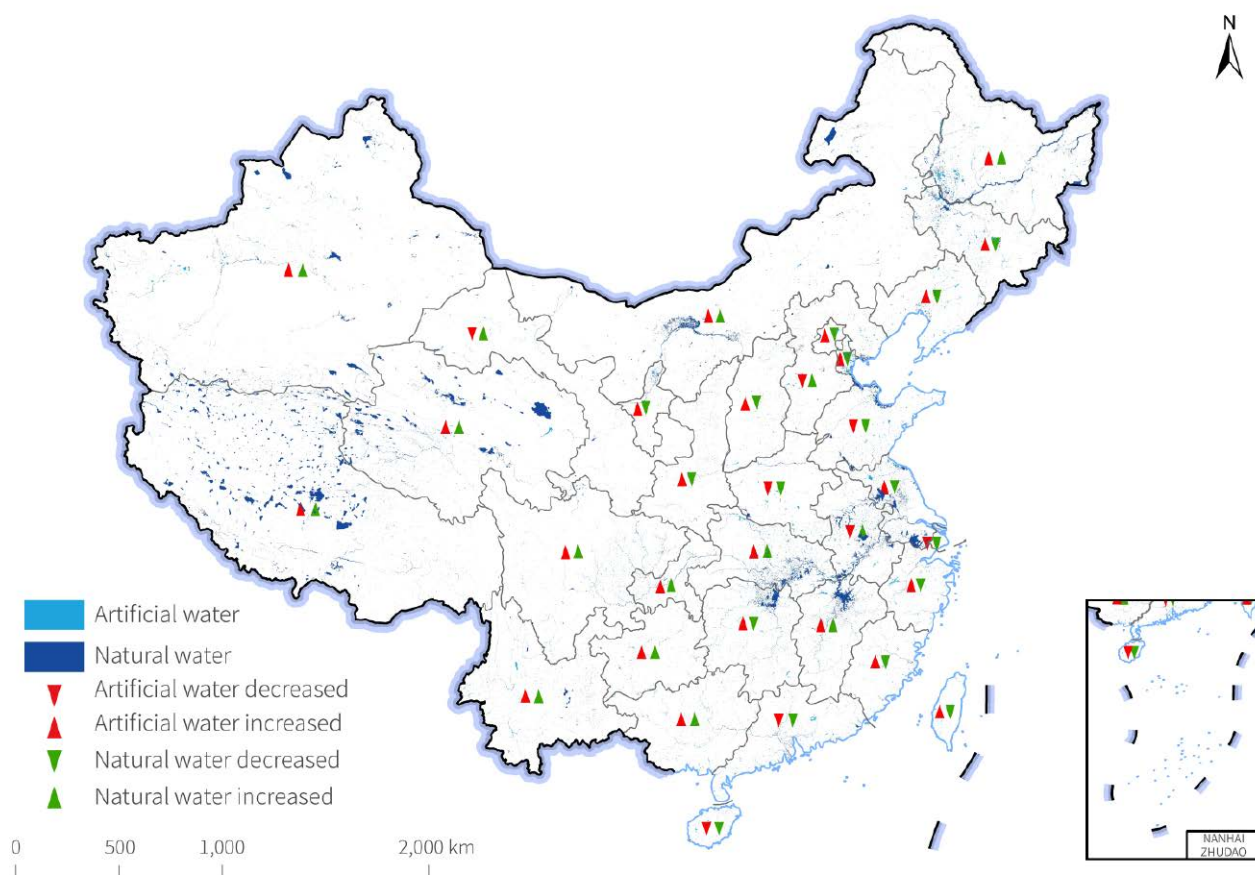 N
Artificial water
Natural water
Artificial water decreased
Artificial water increased
Natural water decreased
Natural water increased
0 500 1,000 2,000 km
NANHAI
ZHUDAO